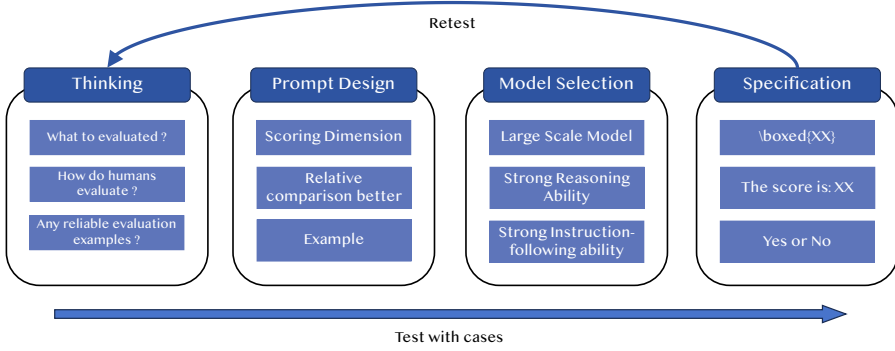 Retest
Thinking
What to evaluated ?
How do humans
evaluate ?
Any reliable evaluation
examples ?
Prompt Design
Scoring Dimension
Relative
comparison better
Example
Model Selection
Large Scale Model
Strong Reasoning
Ability
Strong Instruction-
following ability
Specification
\boxed{XX}
The score is: XX
Yes or No
Test with cases